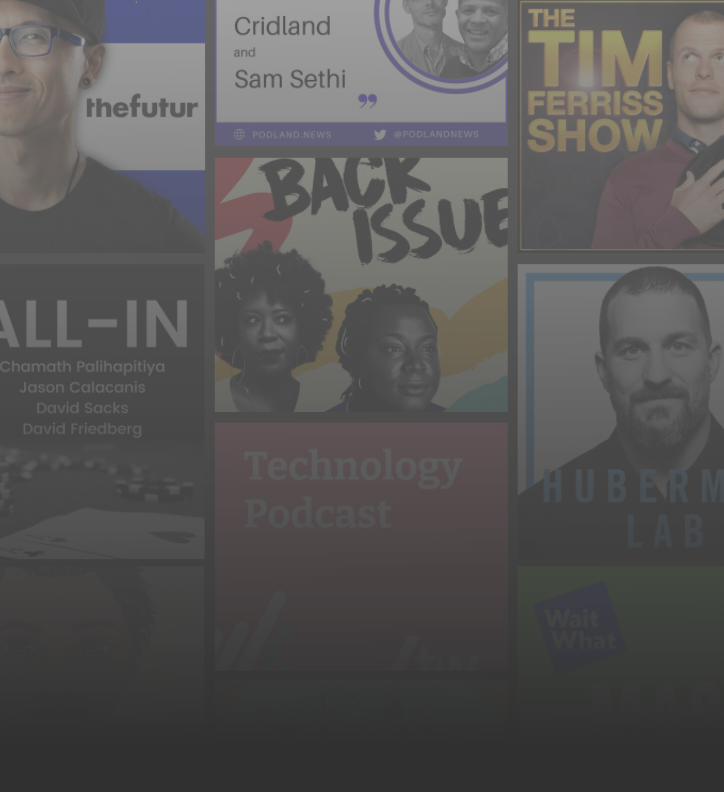 thefutur
Cridland
and
Sam Sethi
PODLAND.NEWS
@PODLANDNEWS
THE
TIM
FERRISS
SHOW
BACK
ISSUE
ALL-IN
Chamath Palihapitiya
Jason Calacanis
David Sacks
David Friedberg
HUBERM
LAB
Technology
Podcast
Wait
What